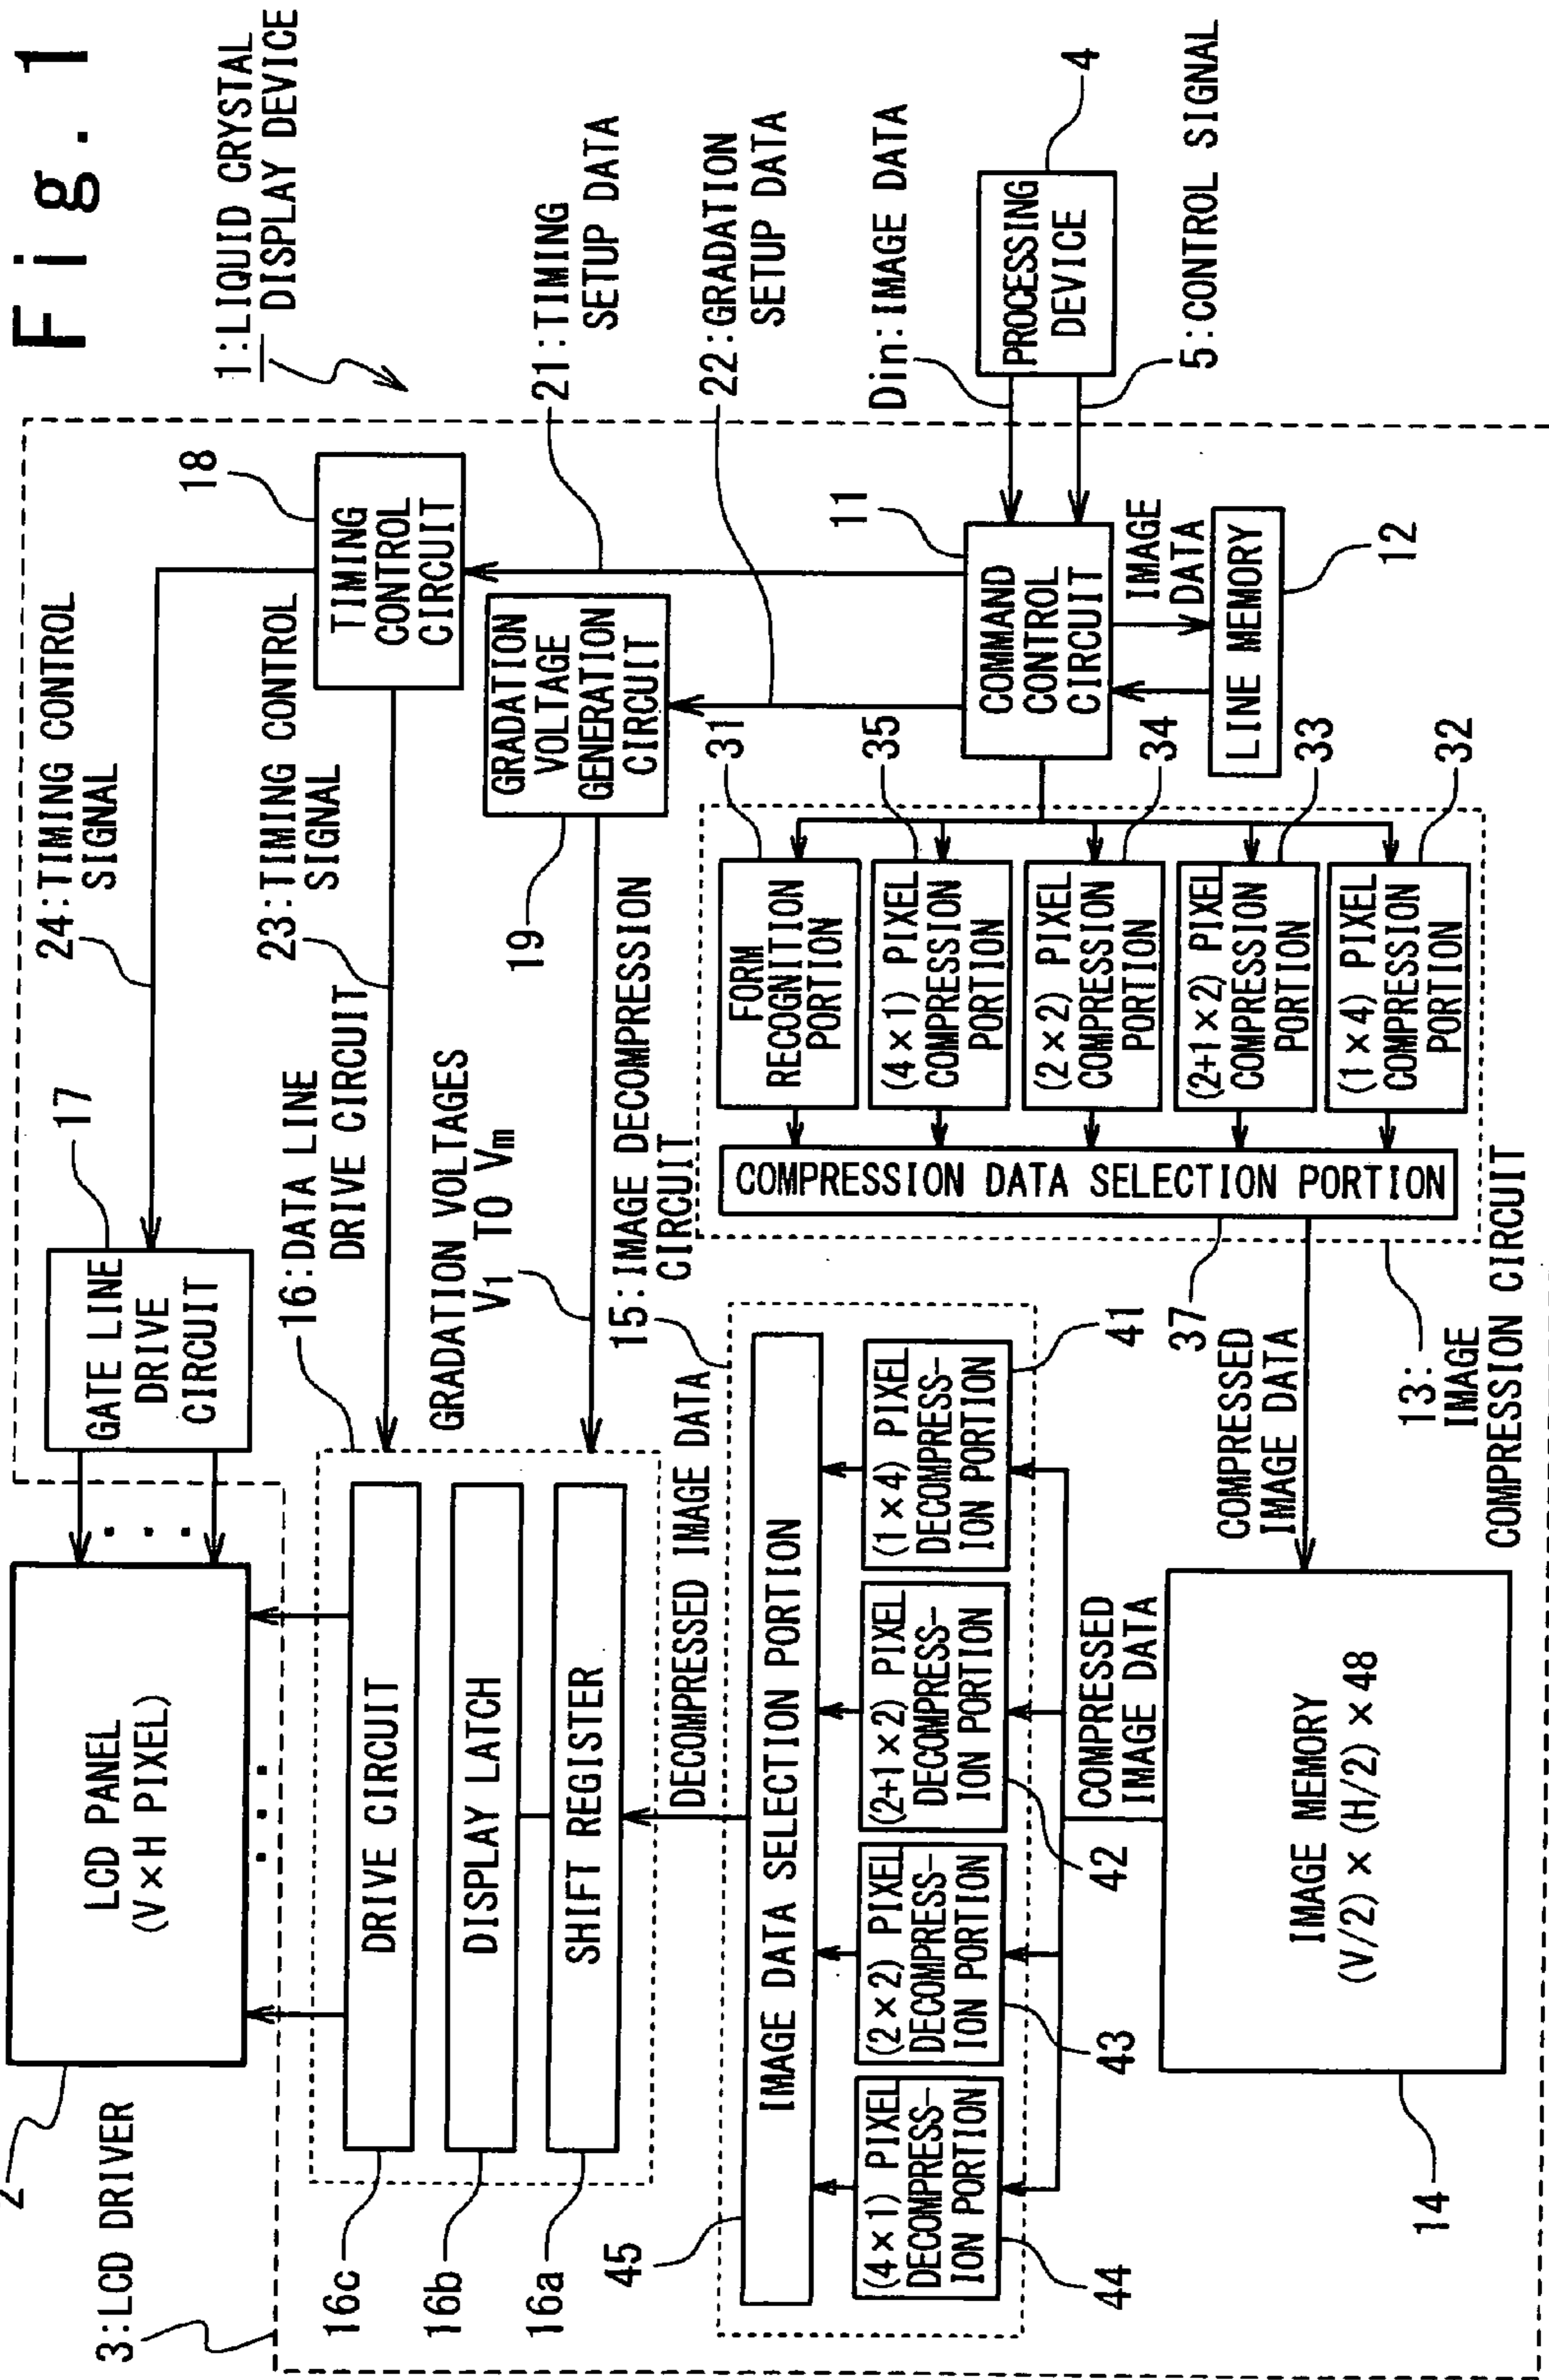 Fig. 1
1:LIQUID CRYSTAL
DISPLAY DEVICE
2
LCD PANEL
(V×H PIXEL)
3:LCD DRIVER
GATE LINE
DRIVE
CIRCUIT
17
24:TIMING CONTROL
SIGNAL
18
TIMING
CONTROL
CIRCUIT
23:TIMING CONTROL
SIGNAL
16:DATA LINE
DRIVE CIRCUIT
16c
DRIVE CIRCUIT
16b
DISPLAY LATCH
16a
SHIFT REGISTER
GRADATION VOLTAGES
V1 TO Vm
19
GRADATION
VOLTAGE
GENERATION
CIRCUIT
21:TIMING
SETUP DATA
22:GRADATION
SETUP DATA
DECOMPRESSED IMAGE DATA
15:IMAGE DECOMPRESSION
CIRCUIT
45
IMAGE DATA SELECTION PORTION
(4×1) PIXEL
DECOMPRESS-
ION PORTION
44
(2×2) PIXEL
DECOMPRESS-
ION PORTION
43
(2+1×2) PIXEL
DECOMPRESS-
ION PORTION
42
(1×4) PIXEL
DECOMPRESS-
ION PORTION
41
COMPRESSED
IMAGE DATA
14
IMAGE MEMORY
(V/2)×(H/2)×48
COMPRESSED
IMAGE DATA
37
COMPRESSION DATA SELECTION PORTION
13:
IMAGE
COMPRESSION CIRCUIT
FORM
RECOGNITION
PORTION
31
(4×1) PIXEL
COMPRESSION
PORTION
35
(2×2) PIXEL
COMPRESSION
PORTION
34
(2+1×2) PIXEL
COMPRESSION
PORTION
33
(1×4) PIXEL
COMPRESSION
PORTION
32
COMMAND
CONTROL
CIRCUIT
11
IMAGE
DATA
LINE MEMORY
12
Din:IMAGE DATA
PROCESSING
DEVICE
4
5:CONTROL SIGNAL